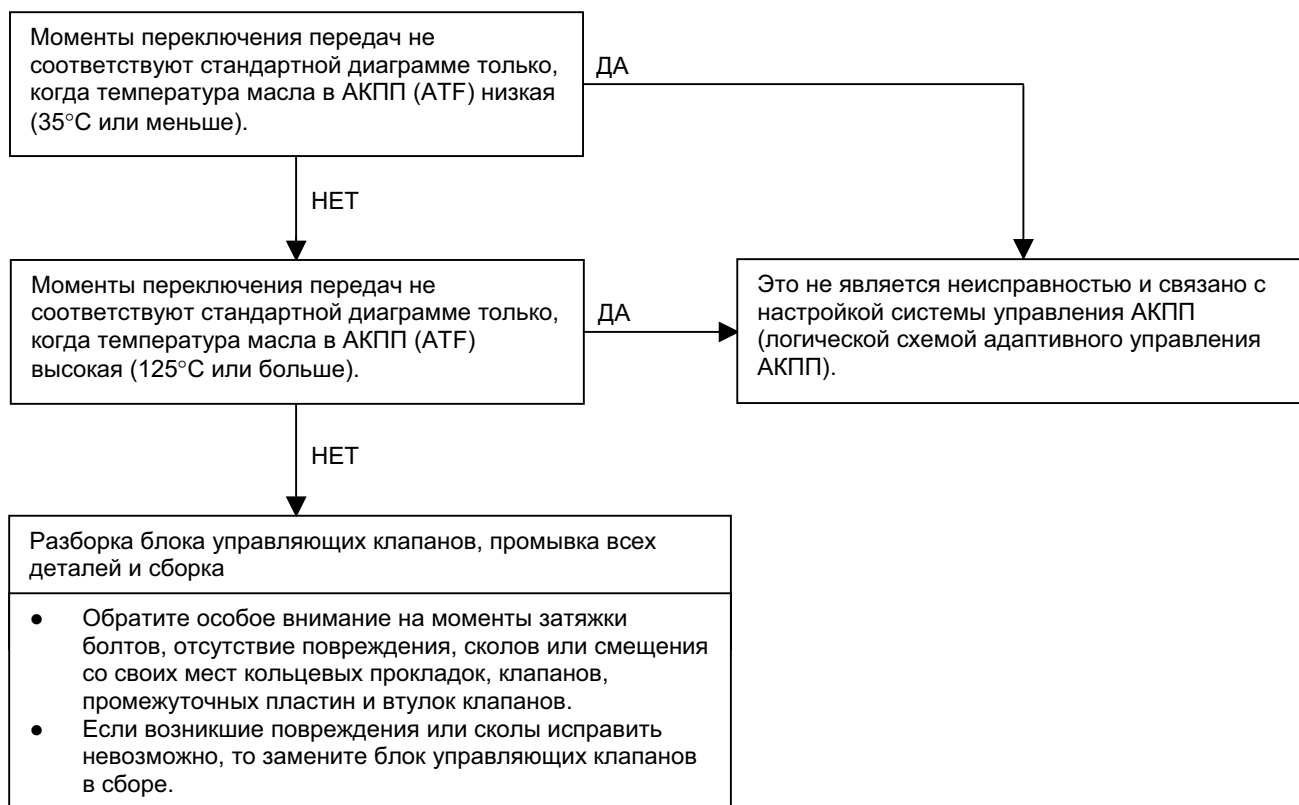 Моменты переключения передач не
соответствуют стандартной диаграмме только,
когда температура масла в АКПП (ATF) низкая
(35°C или меньше).
ДА
НЕТ
Моменты переключения передач не
соответствуют стандартной диаграмме только,
когда температура масла в АКПП (ATF)
высокая (125°C или больше).
ДА
Это не является неисправностью и связано с
настройкой системы управления АКПП
(логической схемой адаптивного управления
АКПП).
НЕТ
Разборка блока управляющих клапанов, промывка всех
деталей и сборка
● Обратите особое внимание на моменты затяжки
болтов, отсутствие повреждения, сколов или смещения
со своих мест кольцевых прокладок, клапанов,
промежуточных пластин и втулок клапанов.
● Если возникшие повреждения или сколы исправить
невозможно, то замените блок управляющих клапанов
в сборе.